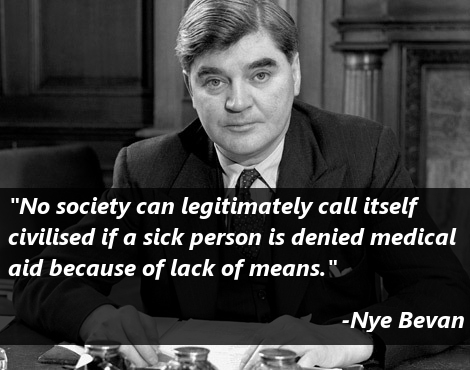 "No society can legitimately call itself
civilised if a sick person is denied medical
aid because of lack of means."
-Nye Bevan